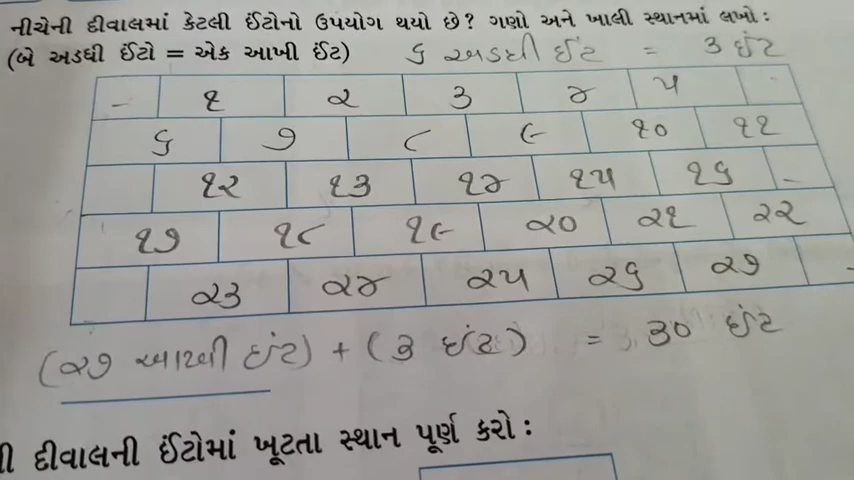 નીચેની દીવાલમાં કેટલી ઈંટોનો ઉપયોગ થયો છે? ગણો અને ખાલી સ્થાનમાં લખો :
(બે અડધી ઈંટો = એક આખી ઈંટ) ૬ અડધી ઈંટ = ૩ ઈંટ
- ૧ ૨ ૩ ૪ ૫
૬ ૭ ૮ ૯ ૧૦ ૧૧
૧૨ ૧૩ ૧૪ ૧૫ ૧૬ -
૧૭ ૧૮ ૧૯ ૨૦ ૨૧ ૨૨
૨૩ ૨૪ ૨૫ ૨૬ ૨૭ -
(૨૭ આખી ઈંટ) + (૩ ઈંટ) = ૩૦ ઈંટ
ી દીવાલની ઈંટોમાં ખૂટતા સ્થાન પૂર્ણ કરો :